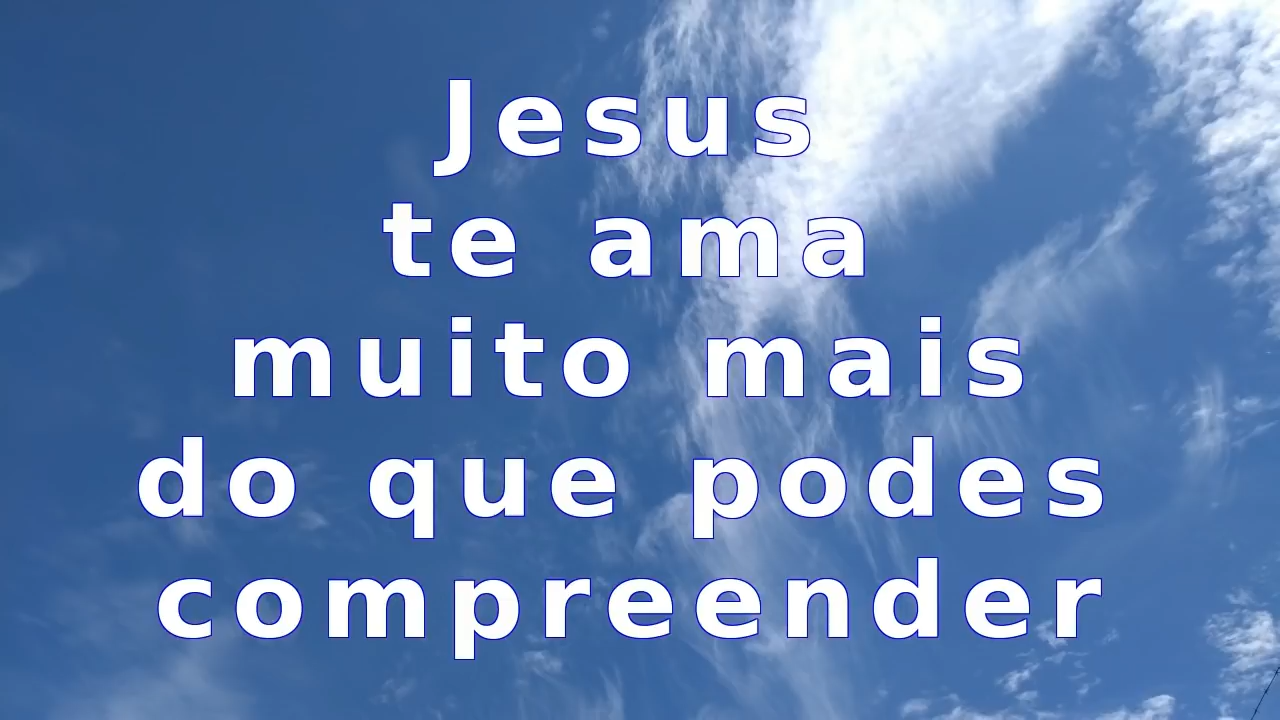 Jesus
te ama
muito mais
do que podes
compreender